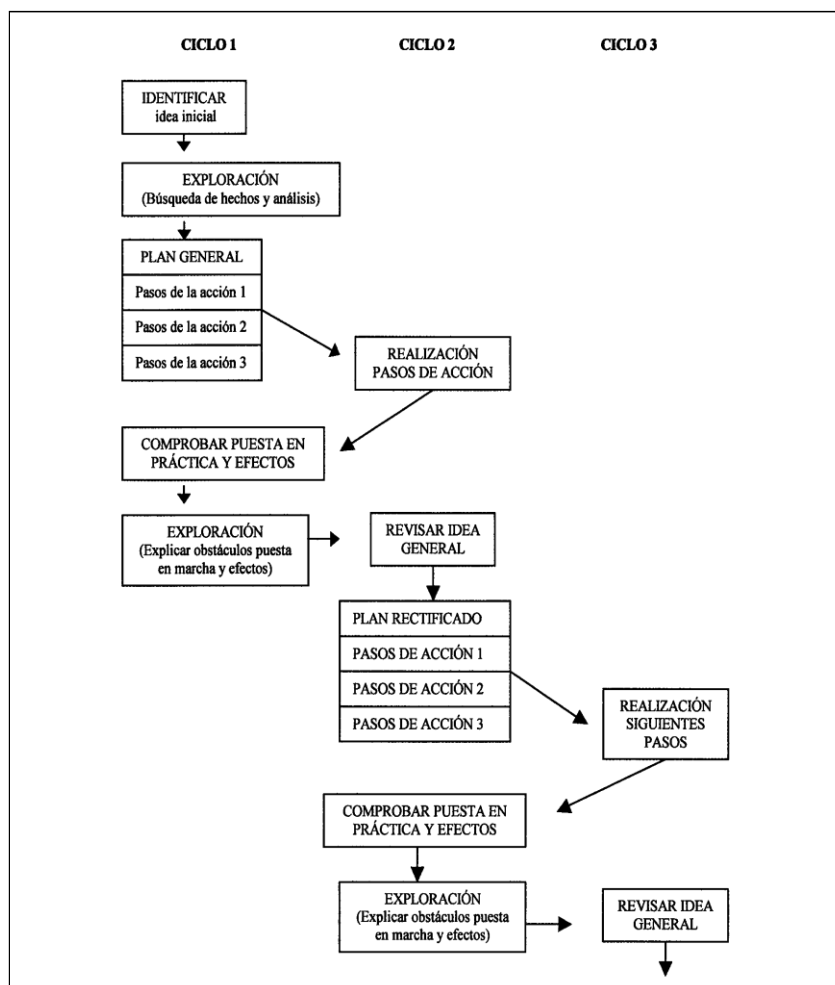 CICLO 1
CICLO 2
CICLO 3
IDENTIFICAR
idea inicial
EXPLORACIÓN
(Búsqueda de hechos y análisis)
PLAN GENERAL
Pasos de la acción 1
Pasos de la acción 2
Pasos de la acción 3
REALIZACIÓN
PASOS DE ACCIÓN
COMPROBAR PUESTA EN
PRÁCTICA Y EFECTOS
EXPLORACIÓN
(Explicar obstáculos puesta
en marcha y efectos)
REVISAR IDEA
GENERAL
PLAN RECTIFICADO
PASOS DE ACCIÓN 1
PASOS DE ACCIÓN 2
PASOS DE ACCIÓN 3
REALIZACIÓN
SIGUIENTES
PASOS
COMPROBAR PUESTA EN
PRÁCTICA Y EFECTOS
EXPLORACIÓN
(Explicar obstáculos puesta
en marcha y efectos)
REVISAR IDEA
GENERAL